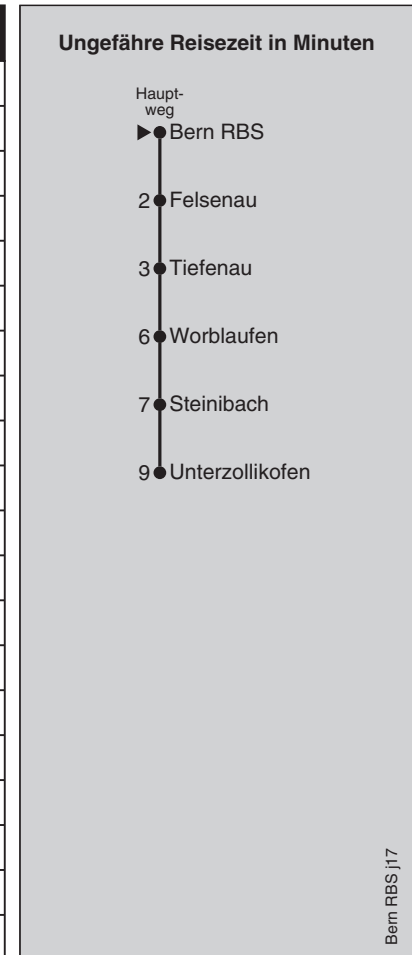 Ungefähre Reisezeit in Minuten
Haupt-
weg
Bern RBS
2 Felsenau
3 Tiefenau
6 Worblaufen
7 Steinibach
9 Unterzollikofen
Bern RBS j17